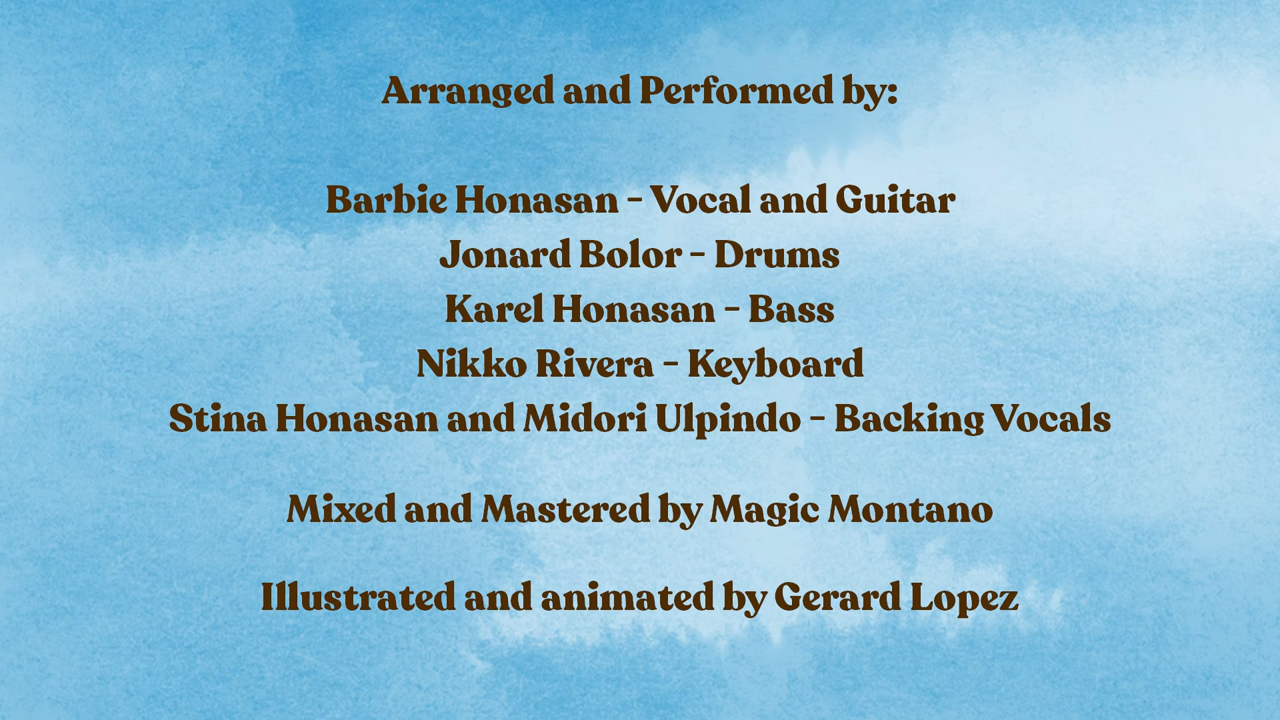 Arranged and Performed by:
Barbie Honasan - Vocal and Guitar
Jonard Bolor - Drums
Karel Honasan - Bass
Nikko Rivera - Keyboard
Stina Honasan and Midori Ulpindo - Backing Vocals
Mixed and Mastered by Magic Montano
Illustrated and animated by Gerard Lopez